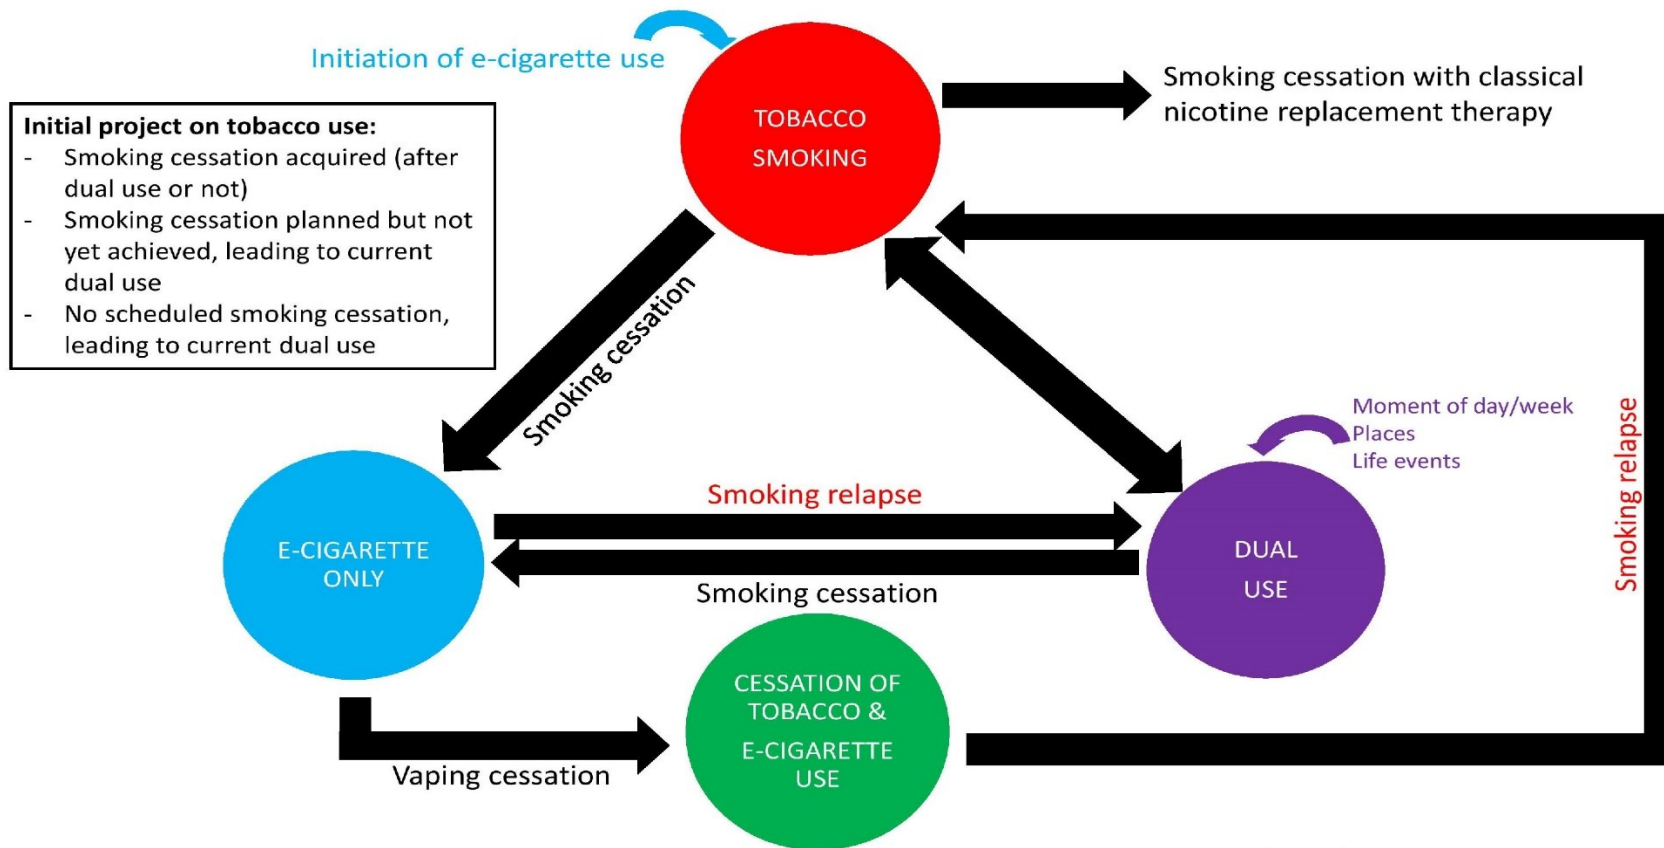 Initiation of e-cigarette use
TOBACCO
SMOKING
Smoking cessation with classical
nicotine replacement therapy
Initial project on tobacco use:
- Smoking cessation acquired (after
dual use or not)
- Smoking cessation planned but not
yet achieved, leading to current
dual use
- No scheduled smoking cessation,
leading to current dual use
Smoking cessation
Moment of day/week
Places
Life events
Smoking relapse
Smoking relapse
E-CIGARETTE
ONLY
DUAL
USE
Smoking cessation
CESSATION OF
TOBACCO &
E-CIGARETTE
USE
Vaping cessation